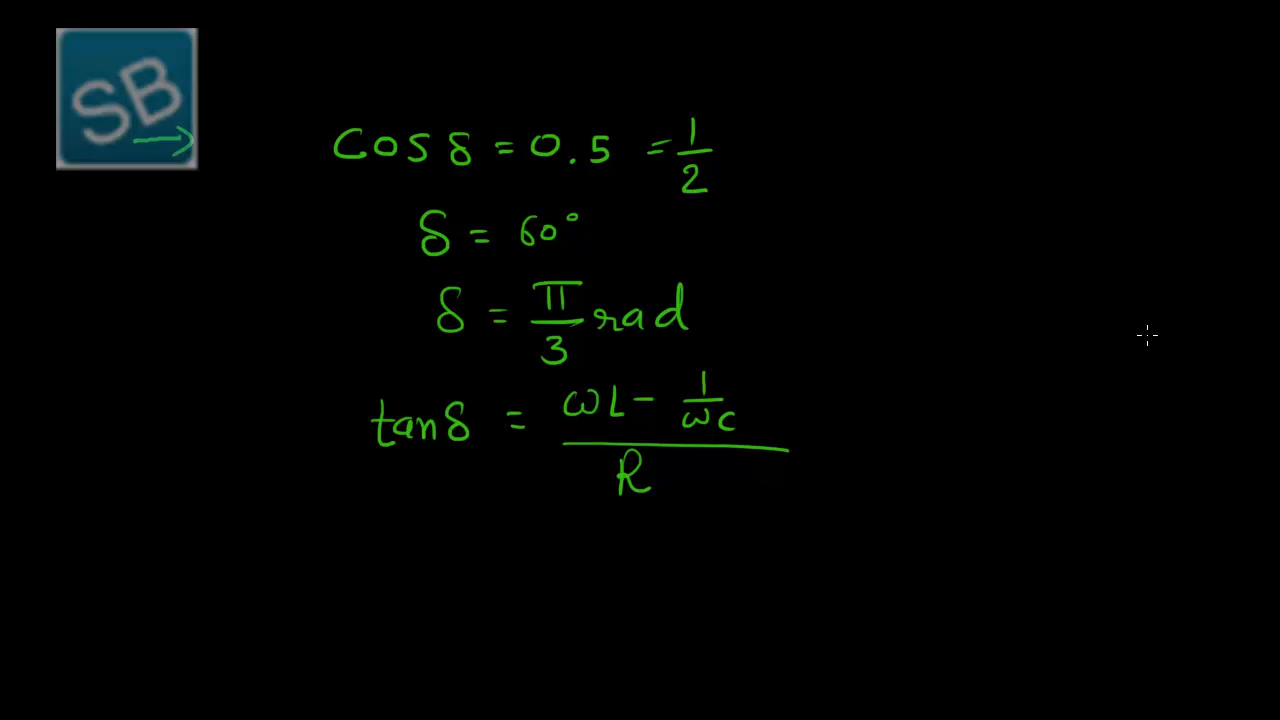 SB
cos δ = 0.5 = 1/2
δ = 60°
δ = π/3 rad
tan δ = (ωL - 1/ωC)/R